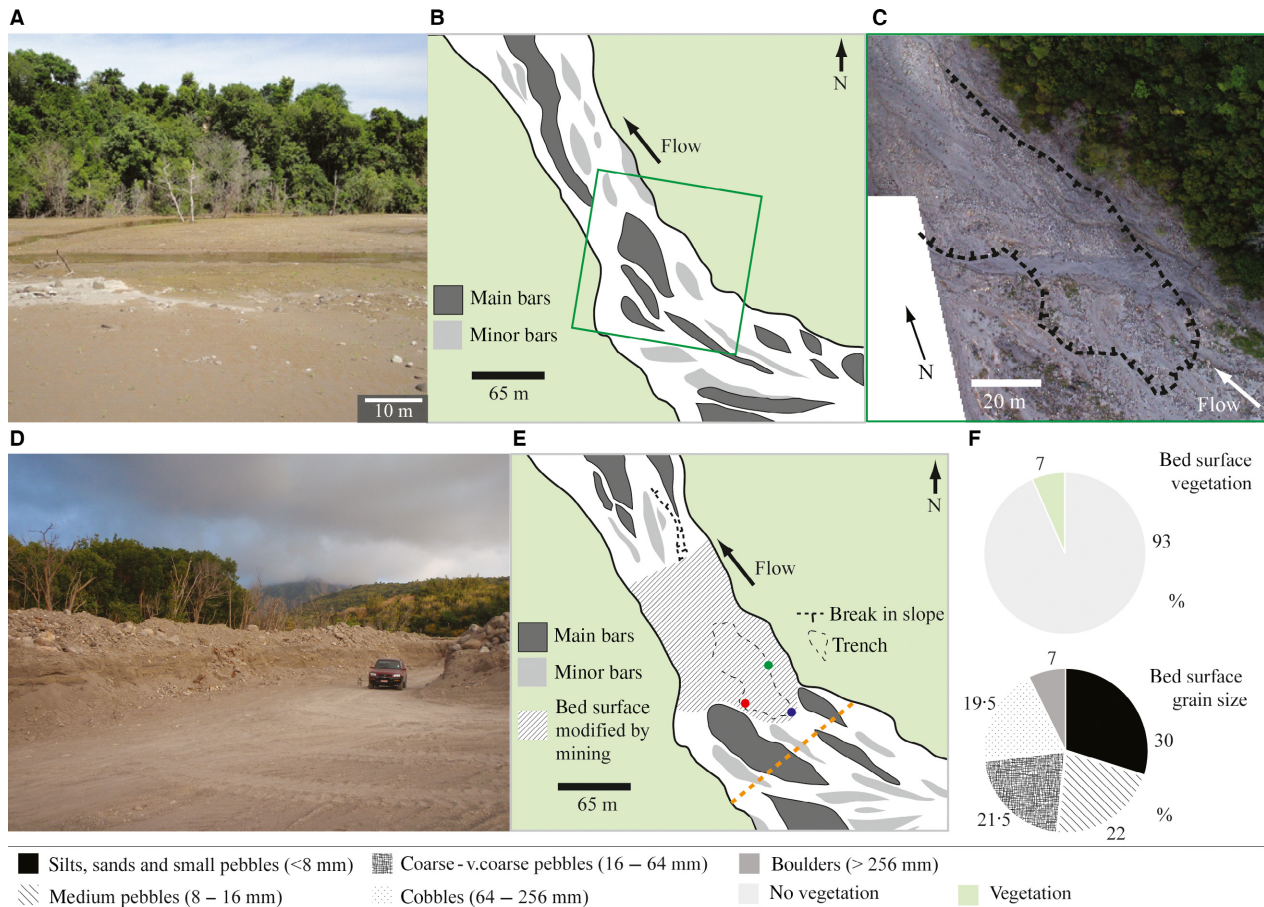 A
10 m
B
N
Flow
Main bars
Minor bars
65 m
C
N
20 m
Flow
D
E
N
Flow
Break in slope
Trench
Main bars
Minor bars
Bed surface
modified by
mining
65 m
F
7
Bed surface
vegetation
93
%
7
Bed surface
grain size
19·5
30
21·5
22
%
Silts, sands and small pebbles (<8 mm)
Coarse - v.coarse pebbles (16 – 64 mm)
Boulders (> 256 mm)
Medium pebbles (8 – 16 mm)
Cobbles (64 – 256 mm)
No vegetation
Vegetation